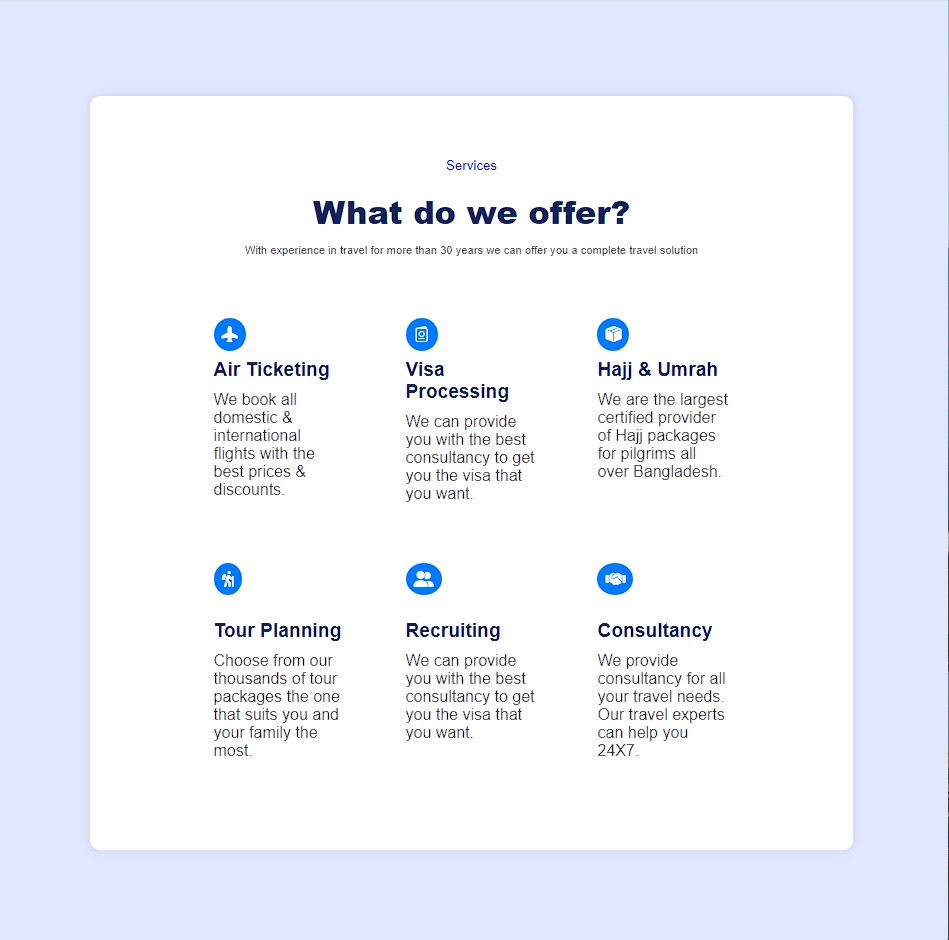 Services
What do we offer?
With experience in travel for more than 30 years we can offer you a complete travel solution
Air Ticketing
We book all
domestic &
international
flights with the
best prices &
discounts.
Visa
Processing
We can provide
you with the best
consultancy to get
you the visa that
you want.
Hajj & Umrah
We are the largest
certified provider
of Hajj packages
for pilgrims all
over Bangladesh.
Tour Planning
Choose from our
thousands of tour
packages the one
that suits you and
your family the
most.
Recruiting
We can provide
you with the best
consultancy to get
you the visa that
you want.
Consultancy
We provide
consultancy for all
your travel needs.
Our travel experts
can help you
24X7.